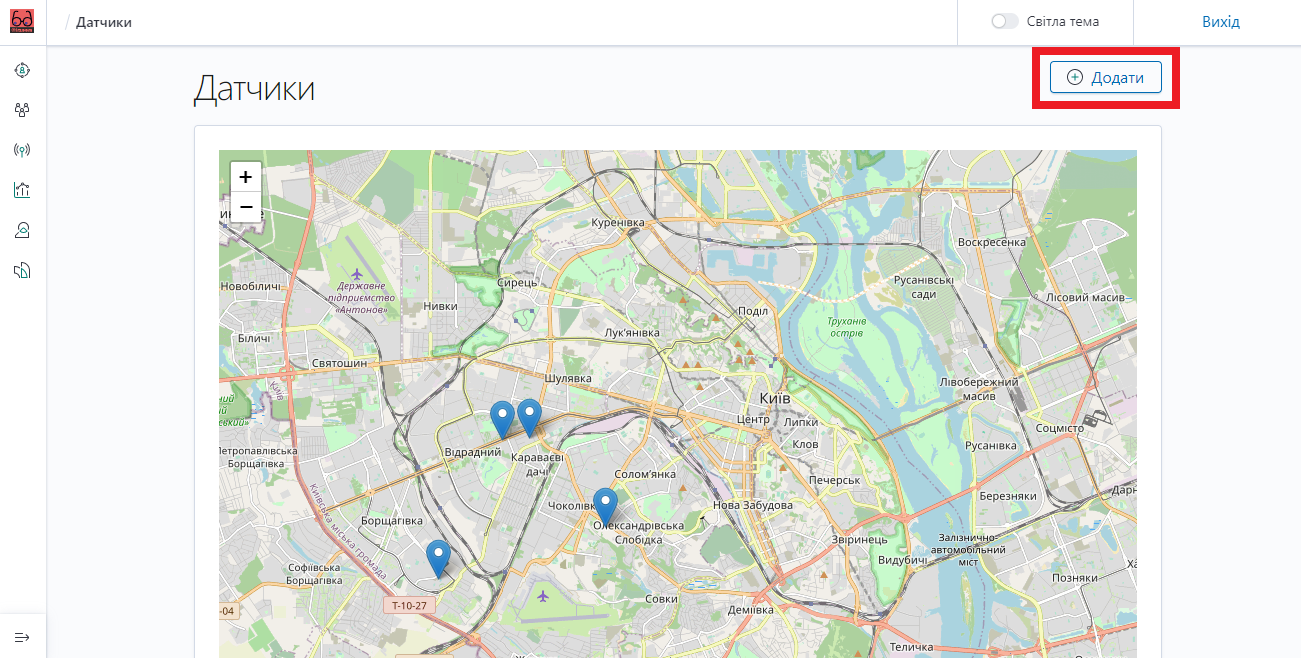 / Датчики
Світла тема
Вихід
Датчики
Додати
+
−
Куренівка
Воскресенка
Державне
підприємство
«Антонов»
Новобіличі
Нивки
Сирець
Русанівські
сади
Лісовий масив
Поділ
Труханів
острів
Лук'янівка
Біличі
Святошин
Шулявка
Лівобережний
масив
Київ
Київ
Центр
Липки
Соцмісто
Клов
Русанівка
Відрадний
Караваєві
дачі
Петропавлівська
Борщагівка
Солом'янка
Печерськ
Київська міська громада
Березняки
Дарн
Чоколівка
Нова Забудова
Борщагівка
Олександрівська
Слобідка
Звіринець
Залізнично-
автомобільний
міст
Видубичі
Софіївська
Борщагівка
Позняки
Совки
Т-10-27
-04
Деміївка
Теличка